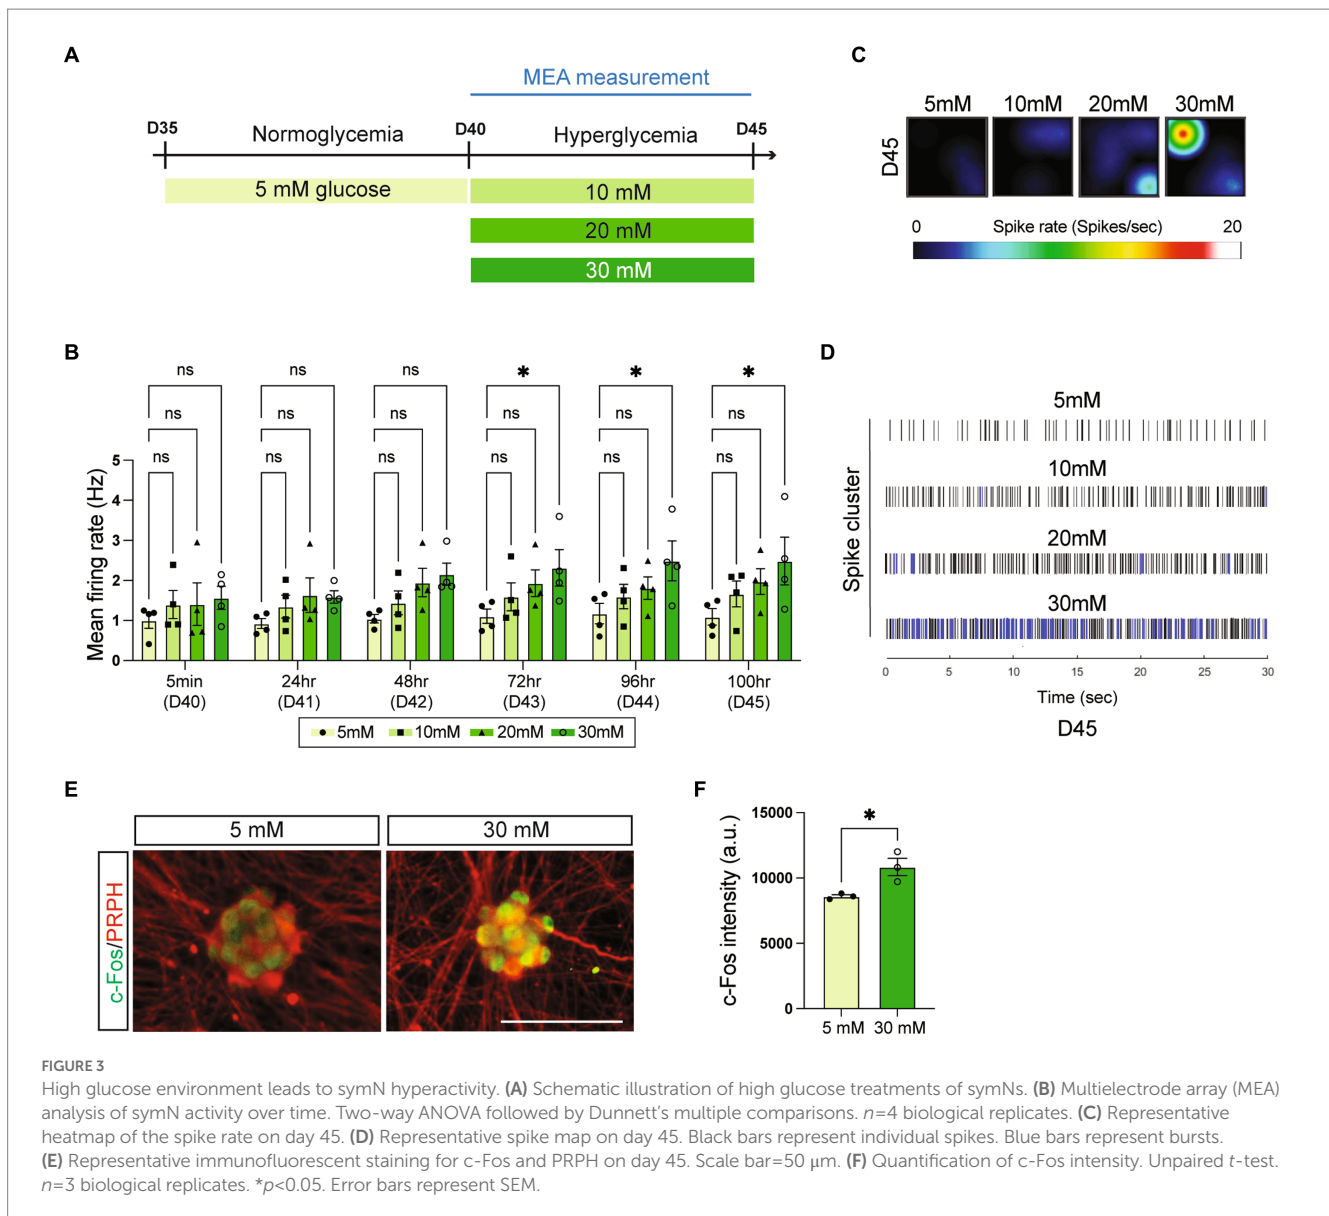 A
MEA measurement
D35
Normoglycemia
D40
Hyperglycemia
D45
5 mM glucose
10 mM
20 mM
30 mM
C
5mM 10mM 20mM 30mM
D45
0 Spike rate (Spikes/sec) 20
B
ns ns ns * * *
ns ns ns ns ns ns
ns ns ns ns ns ns
Mean firing rate (Hz)
5
4
3
2
1
0
5min 24hr 48hr 72hr 96hr 100hr
(D40) (D41) (D42) (D43) (D44) (D45)
5mM 10mM 20mM 30mM
D
Spike cluster
5mM
10mM
20mM
30mM
0 5 10 15 20 25 30
Time (sec)
D45
E
5 mM 30 mM
c-Fos/PRPH
F
c-Fos intensity (a.u.)
15000
10000
5000
0
*
5 mM 30 mM
FIGURE 3
High glucose environment leads to symN hyperactivity. (A) Schematic illustration of high glucose treatments of symNs. (B) Multielectrode array (MEA)
analysis of symN activity over time. Two-way ANOVA followed by Dunnett's multiple comparisons. n=4 biological replicates. (C) Representative
heatmap of the spike rate on day 45. (D) Representative spike map on day 45. Black bars represent individual spikes. Blue bars represent bursts.
(E) Representative immunofluorescent staining for c-Fos and PRPH on day 45. Scale bar=50 μm. (F) Quantification of c-Fos intensity. Unpaired t-test.
n=3 biological replicates. *p<0.05. Error bars represent SEM.